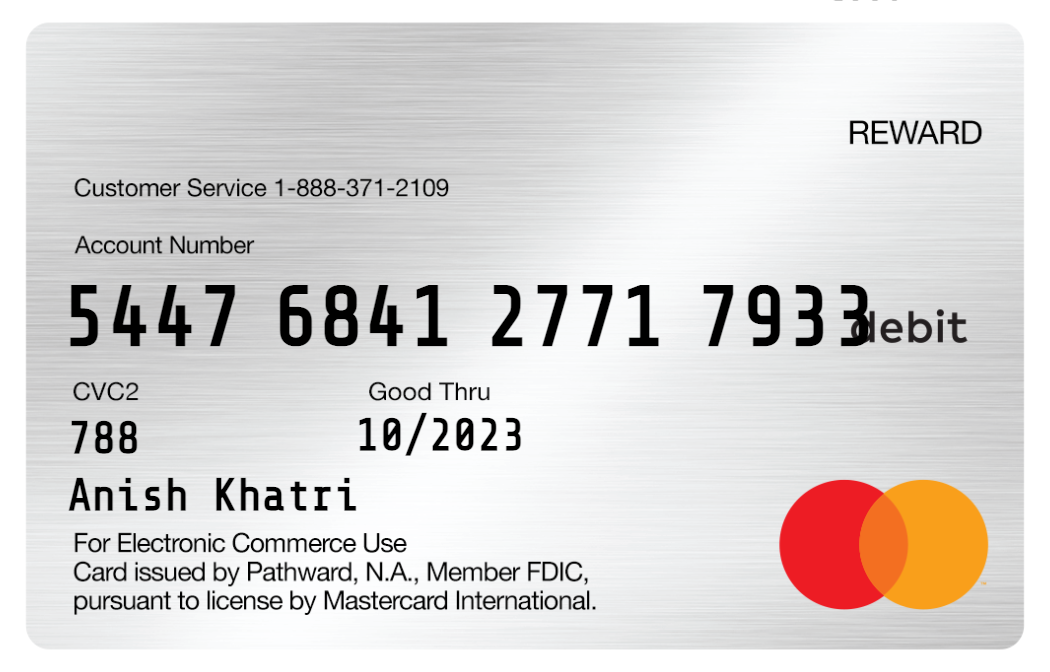 REWARD
Customer Service 1-888-371-2109
Account Number
5447 6841 2771 7933
debit
CVC2 Good Thru
788 10/2023
Anish Khatri
For Electronic Commerce Use
Card issued by Pathward, N.A., Member FDIC,
pursuant to license by Mastercard International.